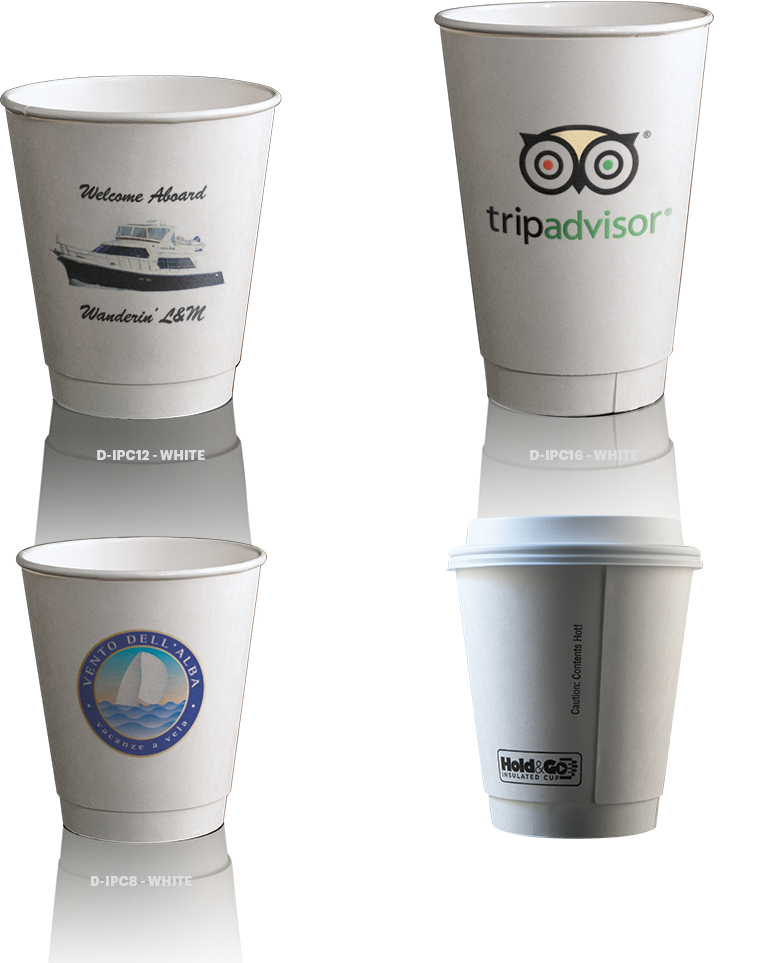 Welcome Aboard
Wanderin' L&M
D-IPC12 - WHITE
tripadvisor®
D-IPC16 - WHITE
VENTO DELL'ALBA
vacanze a vela
D-IPC8 - WHITE
Caution: Contents Hot!
Hold&Go
INSULATED CUP